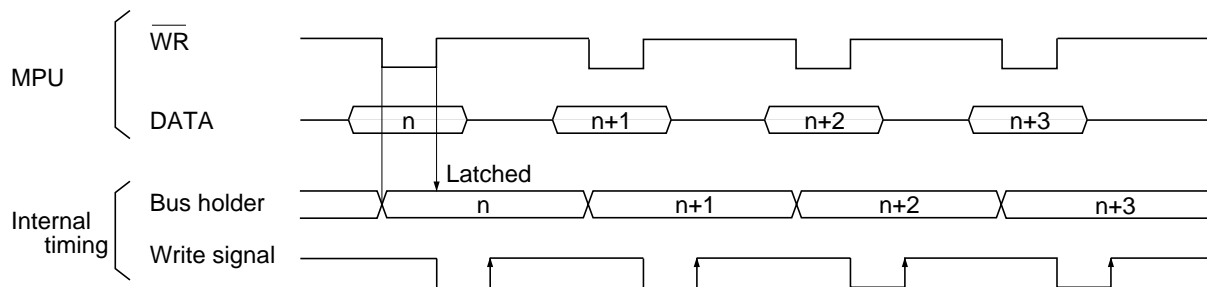 MPU
WR
DATA
n
n+1
n+2
n+3
Latched
Internal
timing
Bus holder
n
n+1
n+2
n+3
Write signal